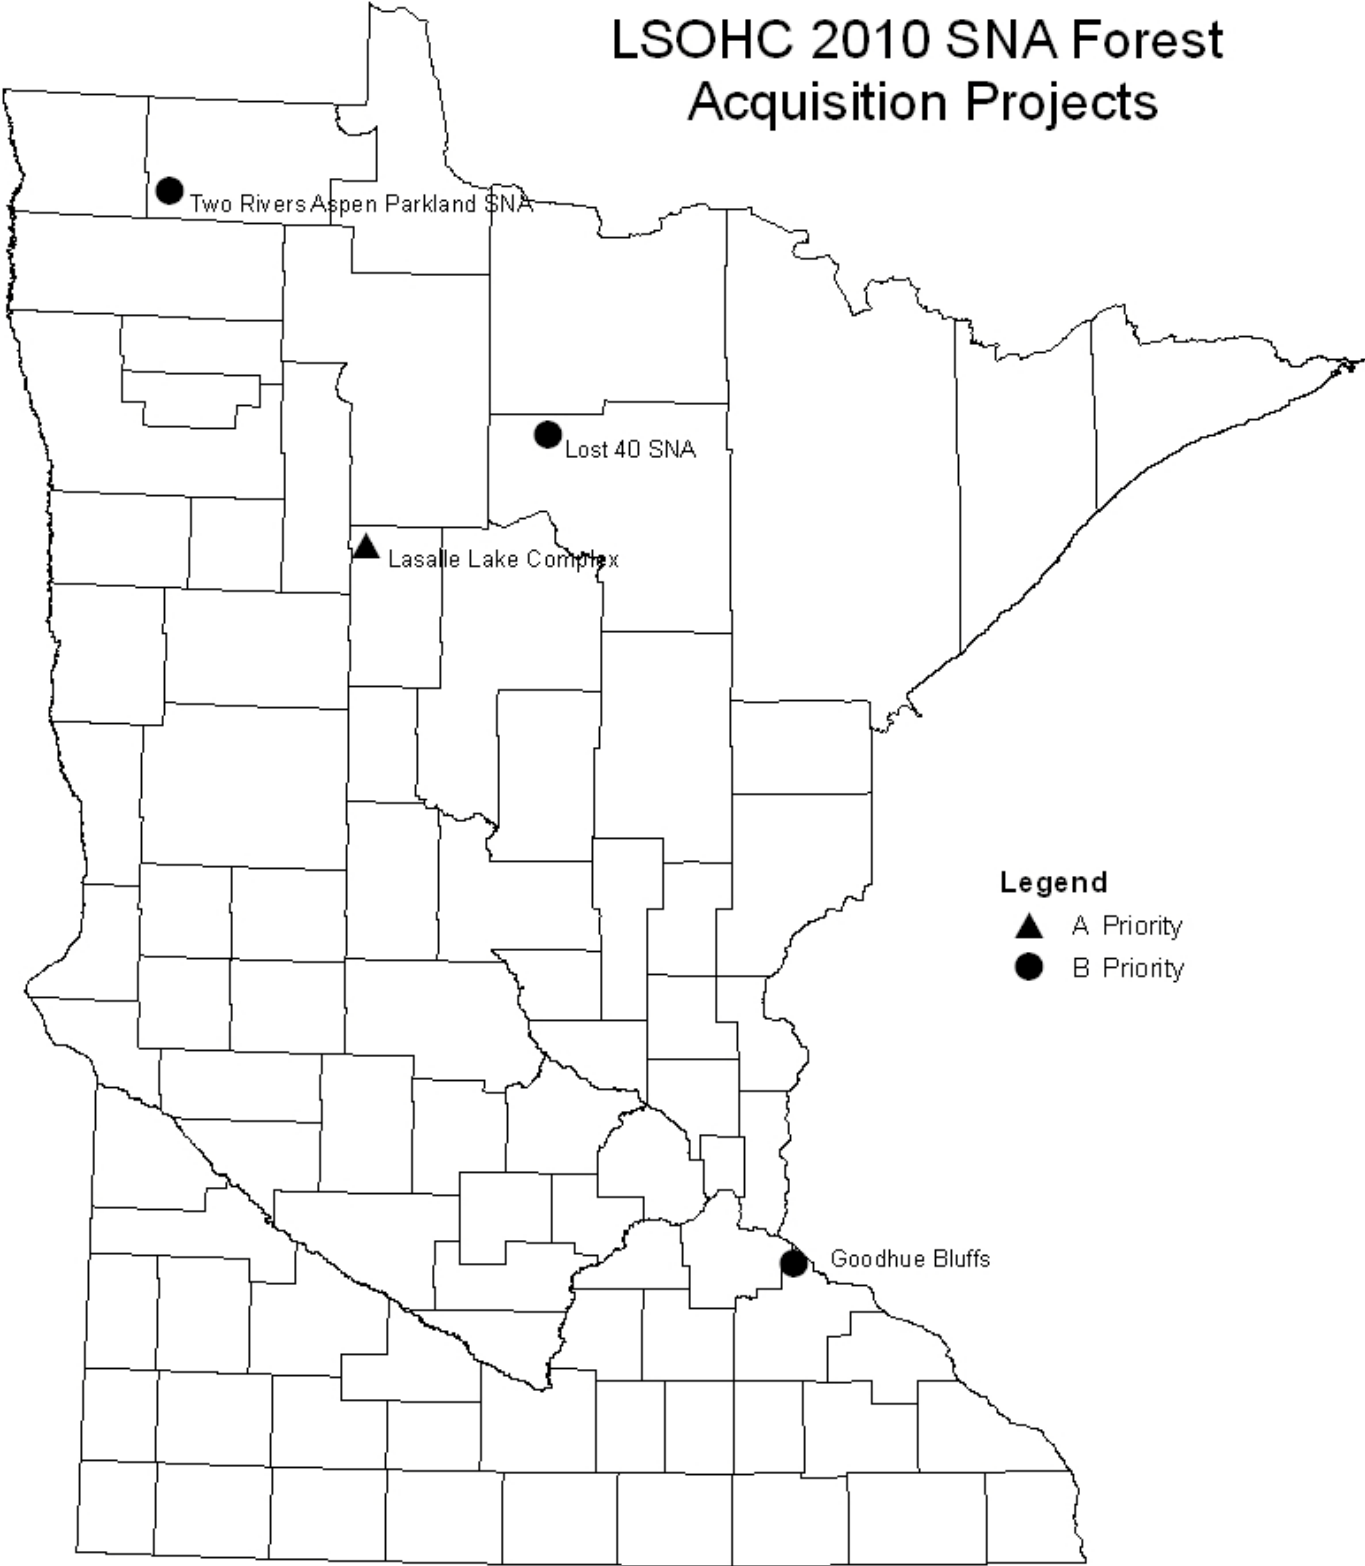 LSOHC 2010 SNA Forest
Acquisition Projects
Two Rivers Aspen Parkland SNA
Lost 40 SNA
Lasalle Lake Complex
Legend
A Priority
B Priority
Goodhue Bluffs